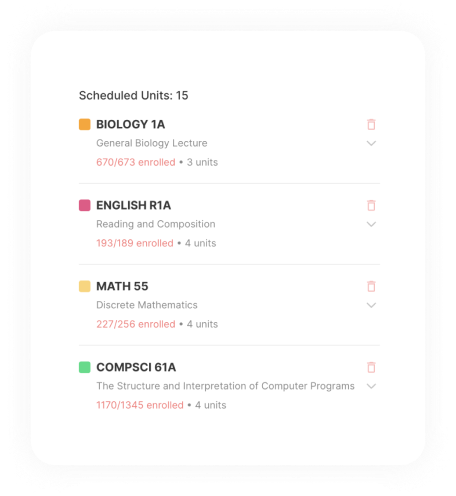 Scheduled Units: 15
BIOLOGY 1A
General Biology Lecture
670/673 enrolled • 3 units
ENGLISH R1A
Reading and Composition
193/189 enrolled • 4 units
MATH 55
Discrete Mathematics
227/256 enrolled • 4 units
COMPSCI 61A
The Structure and Interpretation of Computer Programs
1170/1345 enrolled • 4 units